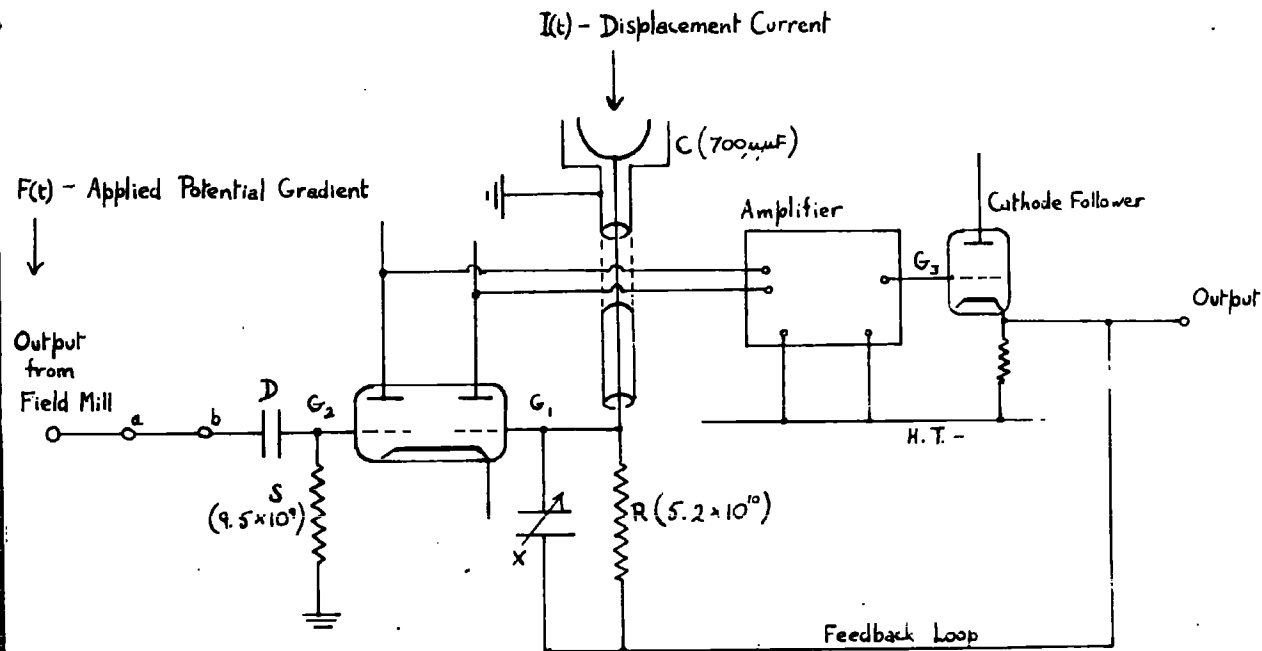 I(t) - Displacement Current
C (700µµF)
F(t) - Applied Potential Gradient
Amplifier
Cathode Follower
G₃
Output
Output
from
Field Mill
a
b
D
G₂
G₁
S
(9.5×10⁹)
X
R (5.2×10¹⁰)
H.T. -
Feedback Loop